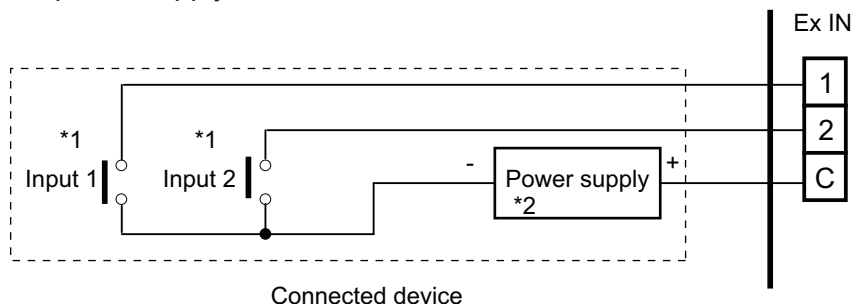 Ex IN
1
*1
*1
2
Input 1
Input 2
-
Power supply
+
C
*2
Connected device